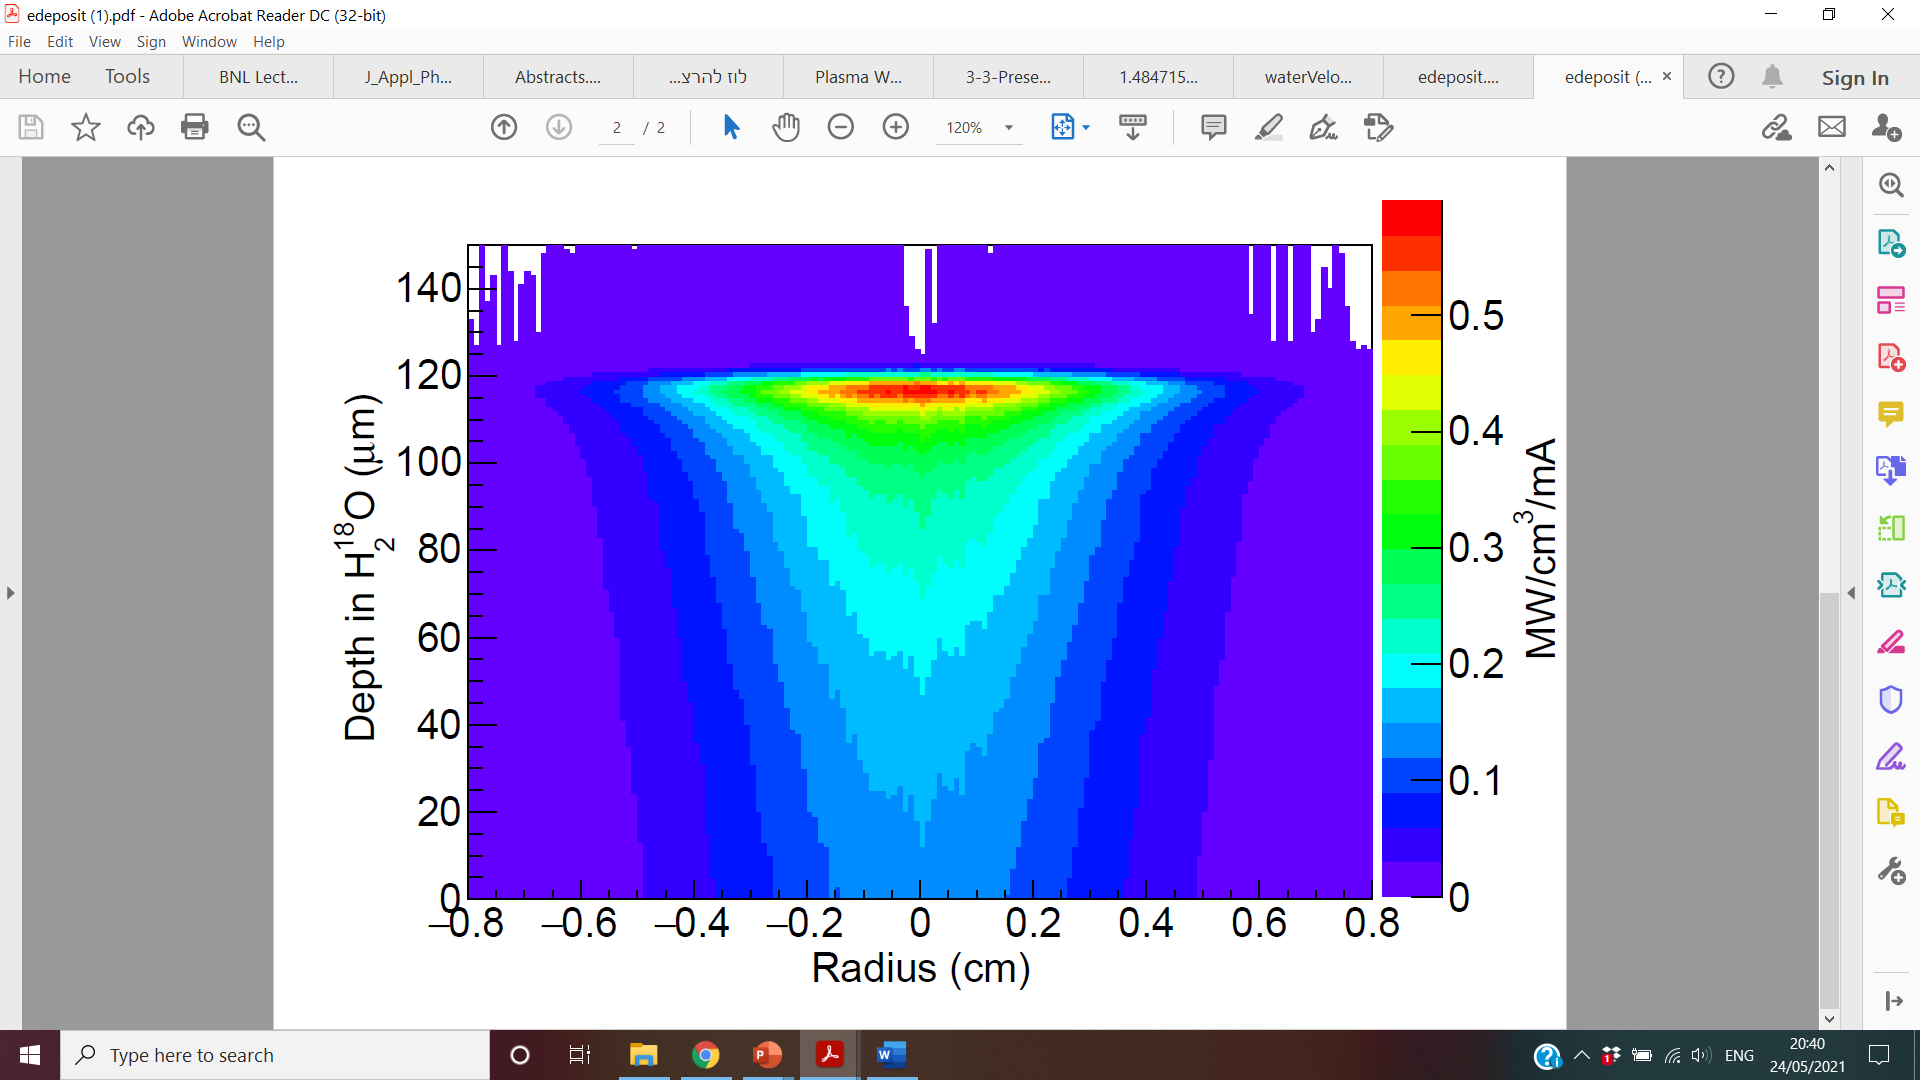 edeposit (1).pdf - Adobe Acrobat Reader DC (32-bit)
File Edit View Sign Window Help
Home Tools BNL Lect... J_Appl_Ph... Abstracts.... לוז להרצ... Plasma W... 3-3-Prese... 1.484715... waterVelo... edeposit.... edeposit (... × Sign In
2 / 2 120%
140
120
100
80
60
40
20
0
Depth in H₂¹⁸O (μm)
−0.8 −0.6 −0.4 −0.2 0 0.2 0.4 0.6 0.8
Radius (cm)
0.5
0.4
0.3
0.2
0.1
0
MW/cm³/mA
Type here to search
ENG
20:40
24/05/2021